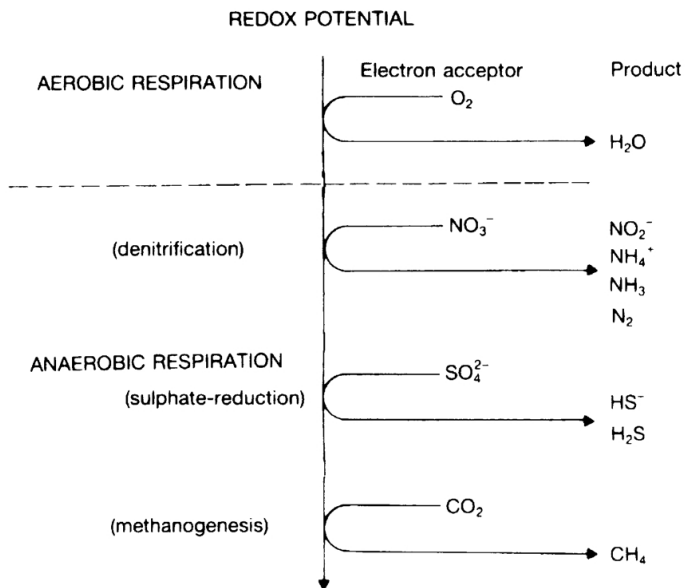 REDOX POTENTIAL
AEROBIC RESPIRATION
Electron acceptor
Product
O₂
H₂O
(denitrification)
NO₃⁻
NO₂⁻
NH₄⁺
NH₃
N₂
ANAEROBIC RESPIRATION
(sulphate-reduction)
SO₄²⁻
HS⁻
H₂S
(methanogenesis)
CO₂
CH₄